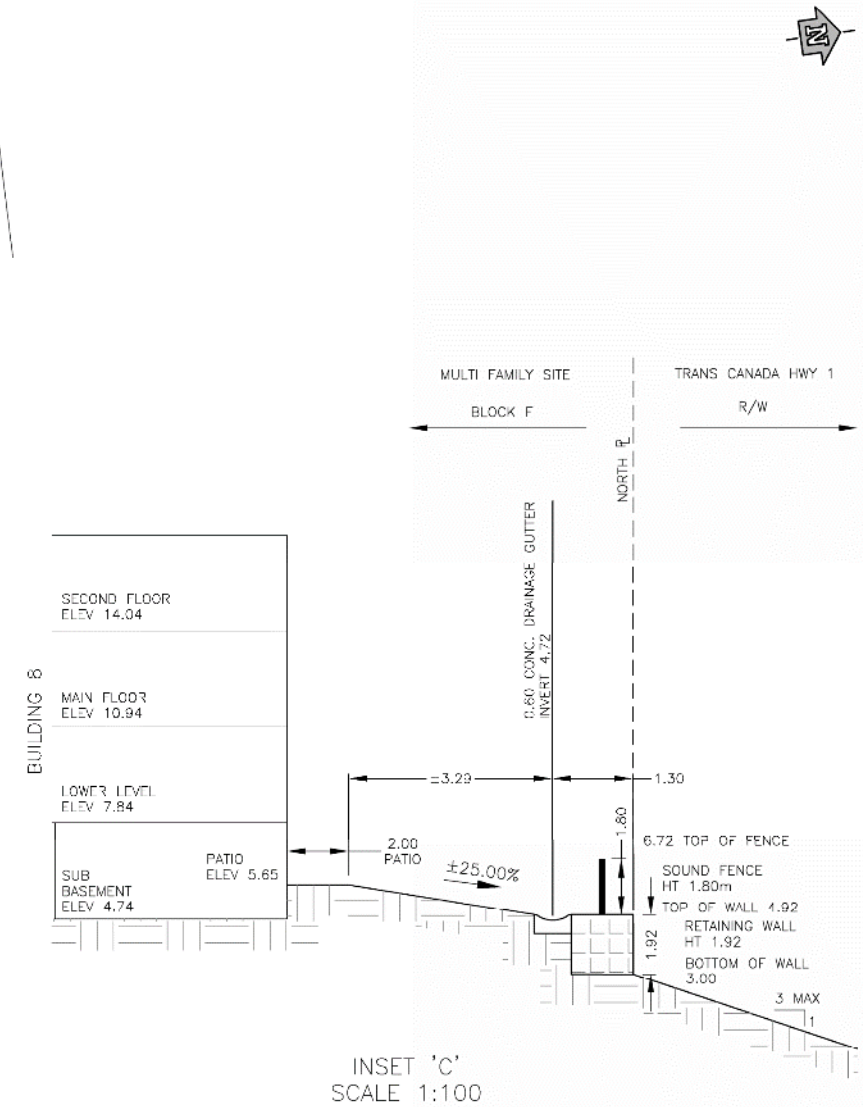 N
MULTI FAMILY SITE
BLOCK F
TRANS CANADA HWY 1
R/W
NORTH PL
0.60 CONC. DRAINAGE GUTTER
INVERT 4.72
BUILDING 8
SECOND FLOOR
ELEV 14.04
MAIN FLOOR
ELEV 10.94
LOWER LEVEL
ELEV 7.84
SUB
BASEMENT
ELEV 4.74
PATIO
ELEV 5.65
2.00
PATIO
±3.29
1.30
±25.00%
1.80
6.72 TOP OF FENCE
SOUND FENCE
HT 1.80m
TOP OF WALL 4.92
RETAINING WALL
HT 1.92
1.92
BOTTOM OF WALL
3.00
3 MAX
1
INSET 'C'
SCALE 1:100